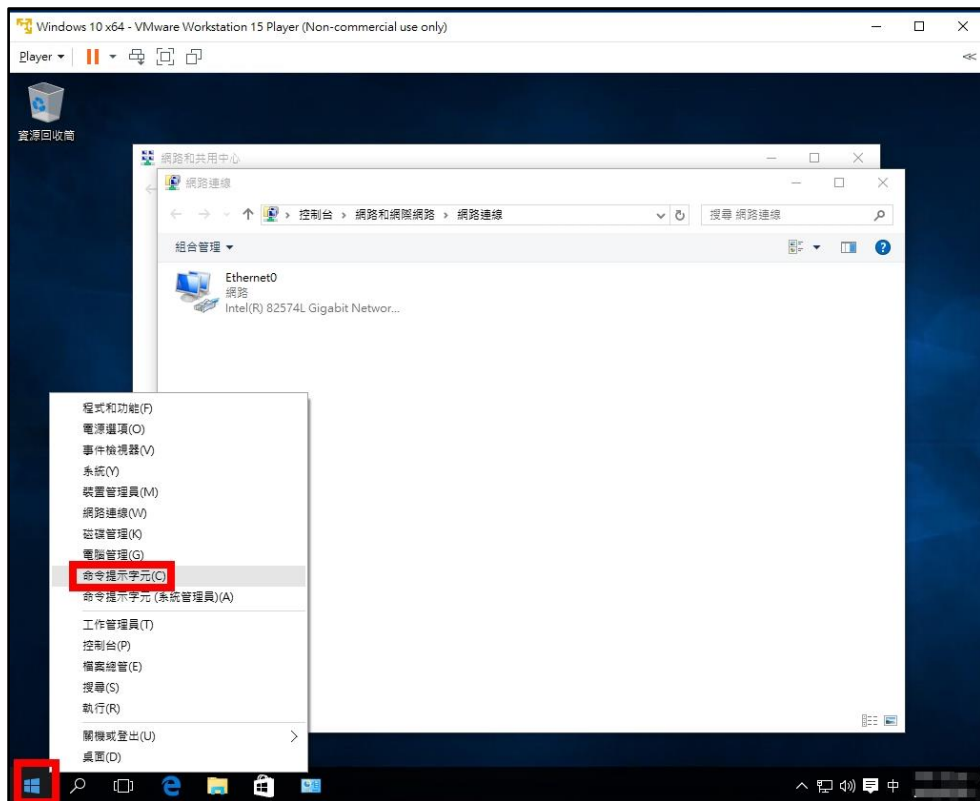 Windows 10 x64 - VMware Workstation 15 Player (Non-commercial use only)
Player
資源回收筒
網路和共用中心
網路連線
控制台 › 網路和網際網路 › 網路連線
搜尋 網路連線
組合管理
Ethernet0
網路
Intel(R) 82574L Gigabit Networ...
程式和功能(F)
電源選項(O)
事件檢視器(V)
系統(Y)
裝置管理員(M)
網路連線(W)
磁碟管理(K)
電腦管理(G)
命令提示字元(C)
命令提示字元 (系統管理員)(A)
工作管理員(T)
控制台(P)
檔案總管(E)
搜尋(S)
執行(R)
關機或登出(U)
桌面(D)
中